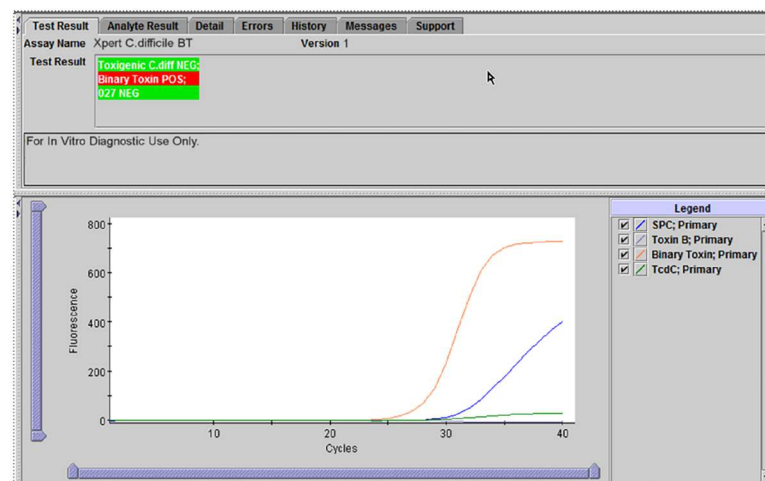 Test Result Analyte Result Detail Errors History Messages Support
Assay Name Xpert C.difficile BT Version 1
Test Result
Toxigenic C.diff NEG;
Binary Toxin POS;
027 NEG
For In Vitro Diagnostic Use Only.
Legend
SPC; Primary
Toxin B; Primary
Binary Toxin; Primary
TcdC; Primary
800
600
400
200
0
Fluorescence
10 20 30 40
Cycles